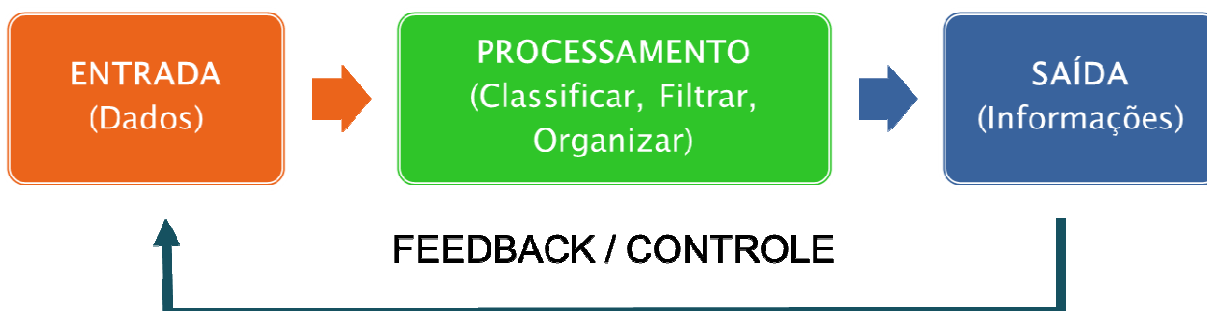 ENTRADA
(Dados)
PROCESSAMENTO
(Classificar, Filtrar,
Organizar)
SAÍDA
(Informações)
FEEDBACK / CONTROLE